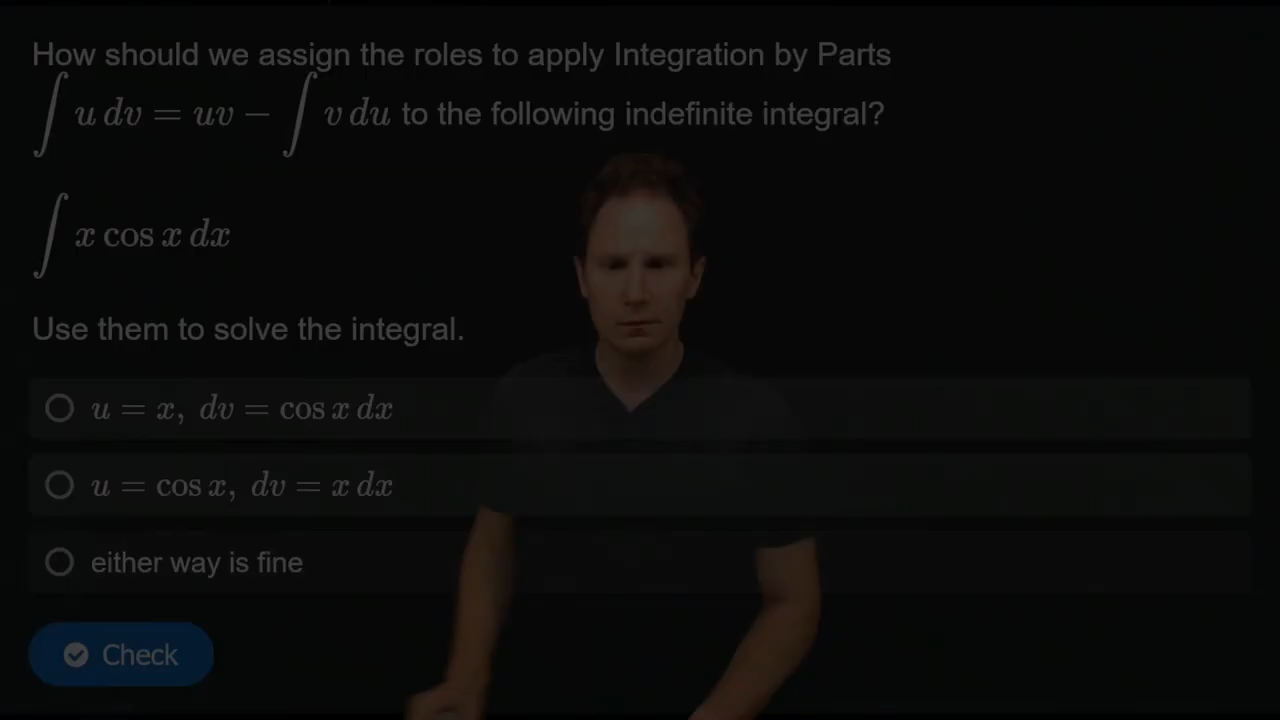 How should we assign the roles to apply Integration by Parts
∫ u dv = uv − ∫ v du to the following indefinite integral?
∫ x cos x dx
Use them to solve the integral.
u = x, dv = cos x dx
u = cos x, dv = x dx
either way is fine
Check